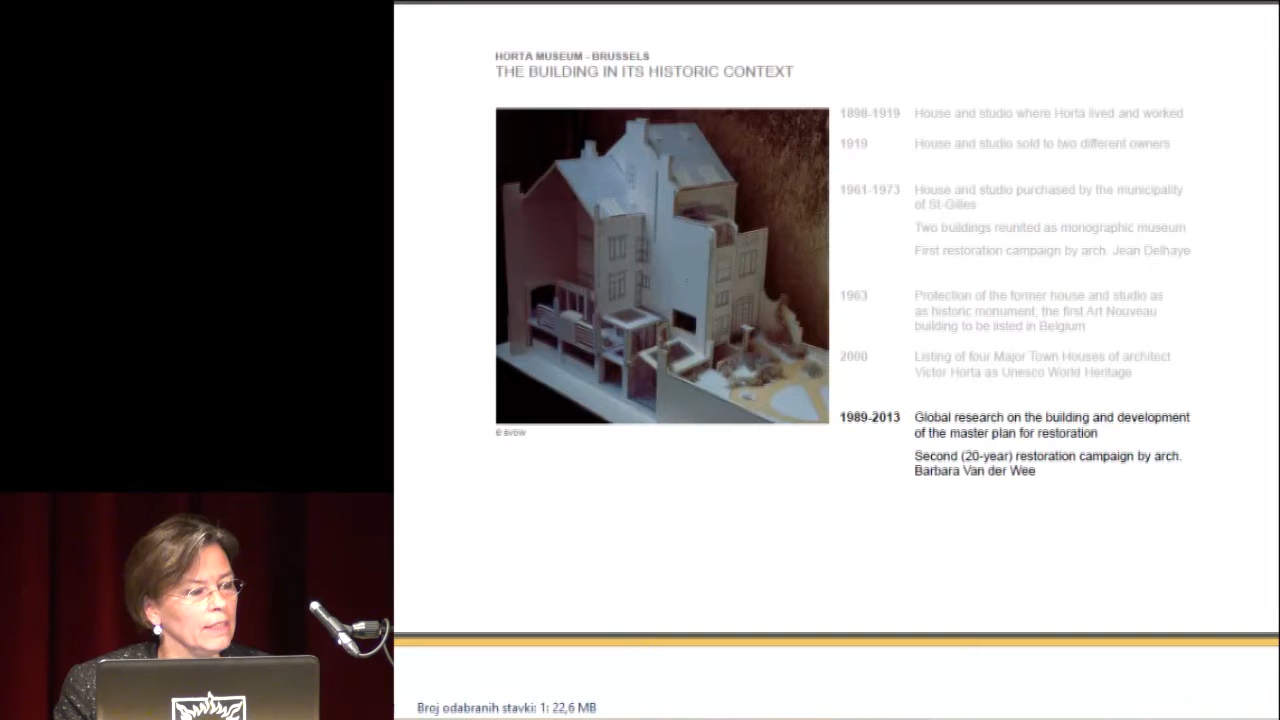 HORTA MUSEUM - BRUSSELS
THE BUILDING IN ITS HISTORIC CONTEXT
1898-1919 House and studio where Horta lived and worked
1919 House and studio sold to two different owners
1961-1973 House and studio purchased by the municipality
of St-Gilles
Two buildings reunited as monographic museum
First restoration campaign by arch. Jean Delhaye
1963 Protection of the former house and studio as
as historic monument, the first Art Nouveau
building to be listed in Belgium
2000 Listing of four Major Town Houses of architect
Victor Horta as Unesco World Heritage
1989-2013 Global research on the building and development
of the master plan for restoration
Second (20-year) restoration campaign by arch.
Barbara Van der Wee
Broj odabranih stavki: 1: 22,6 MB